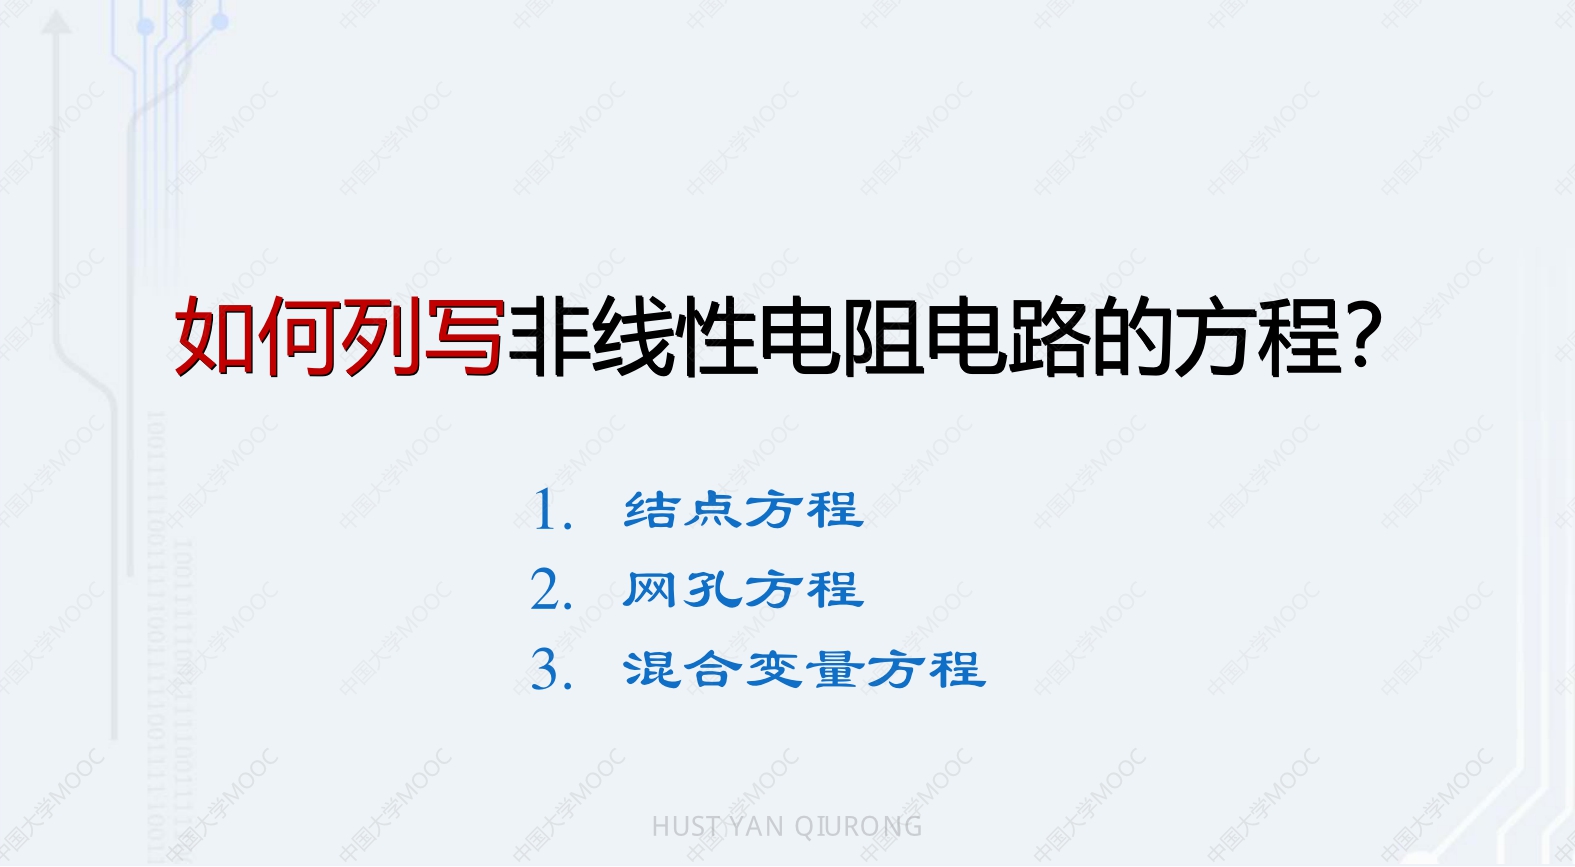 如何列写非线性电阻电路的方程？
1. 结点方程
2. 网孔方程
3. 混合变量方程
HUST YAN QIURONG
中国大学MOOC